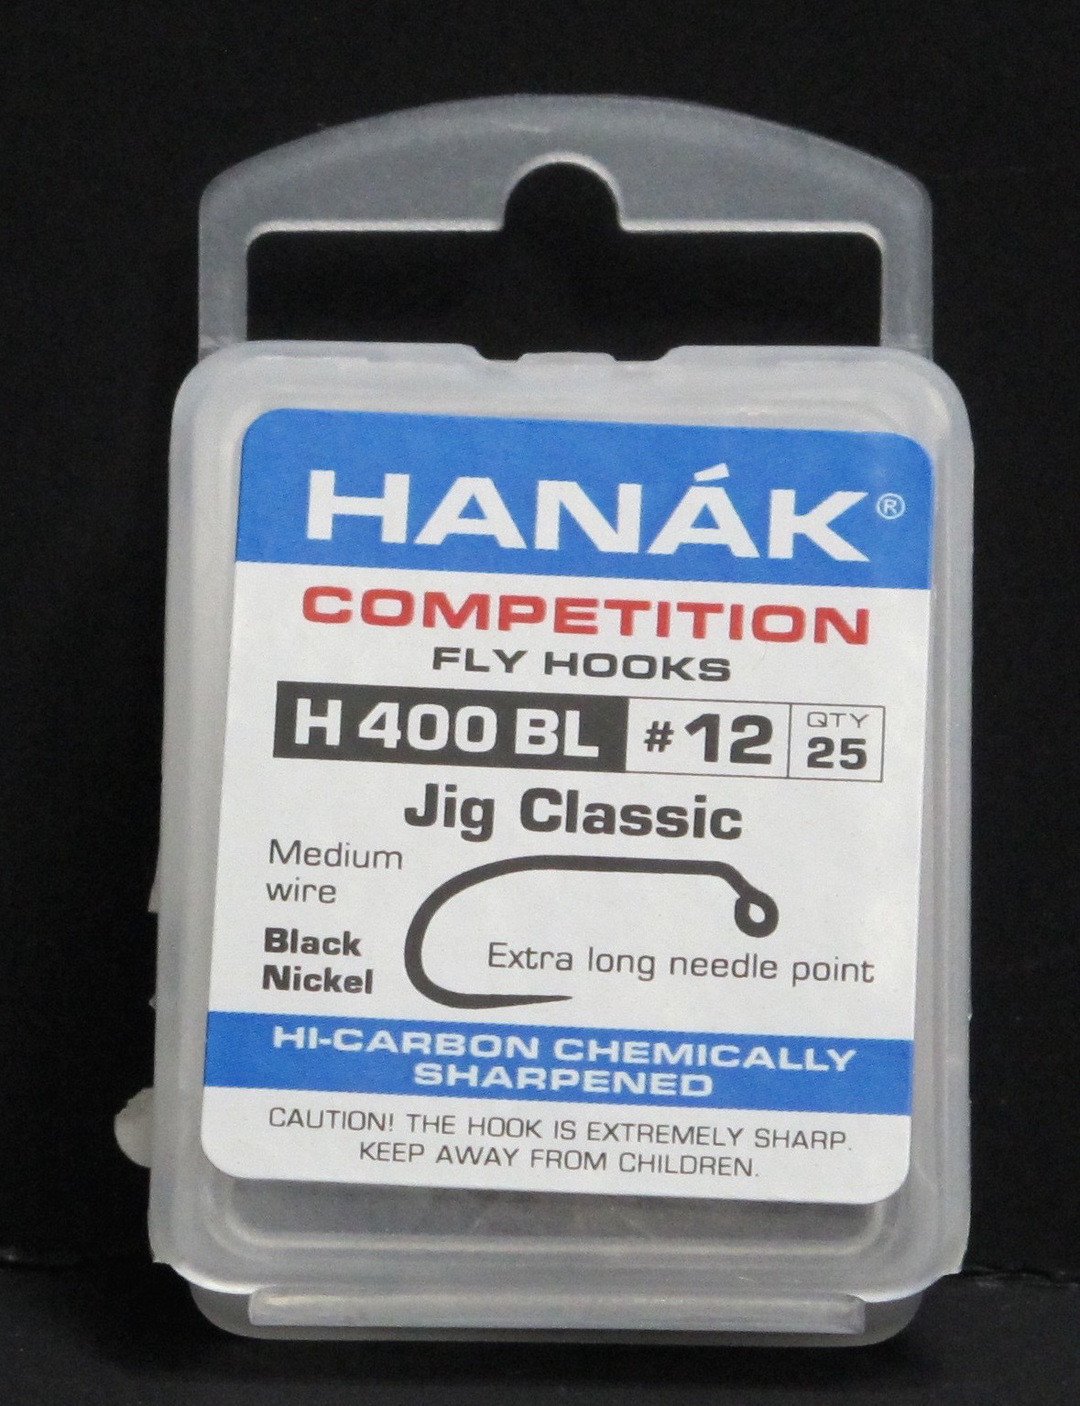 HANÁK®
COMPETITION
FLY HOOKS
H 400 BL #12 QTY 25
Jig Classic
Medium
wire
Black
Nickel
Extra long needle point
HI-CARBON CHEMICALLY
SHARPENED
CAUTION! THE HOOK IS EXTREMELY SHARP.
KEEP AWAY FROM CHILDREN.